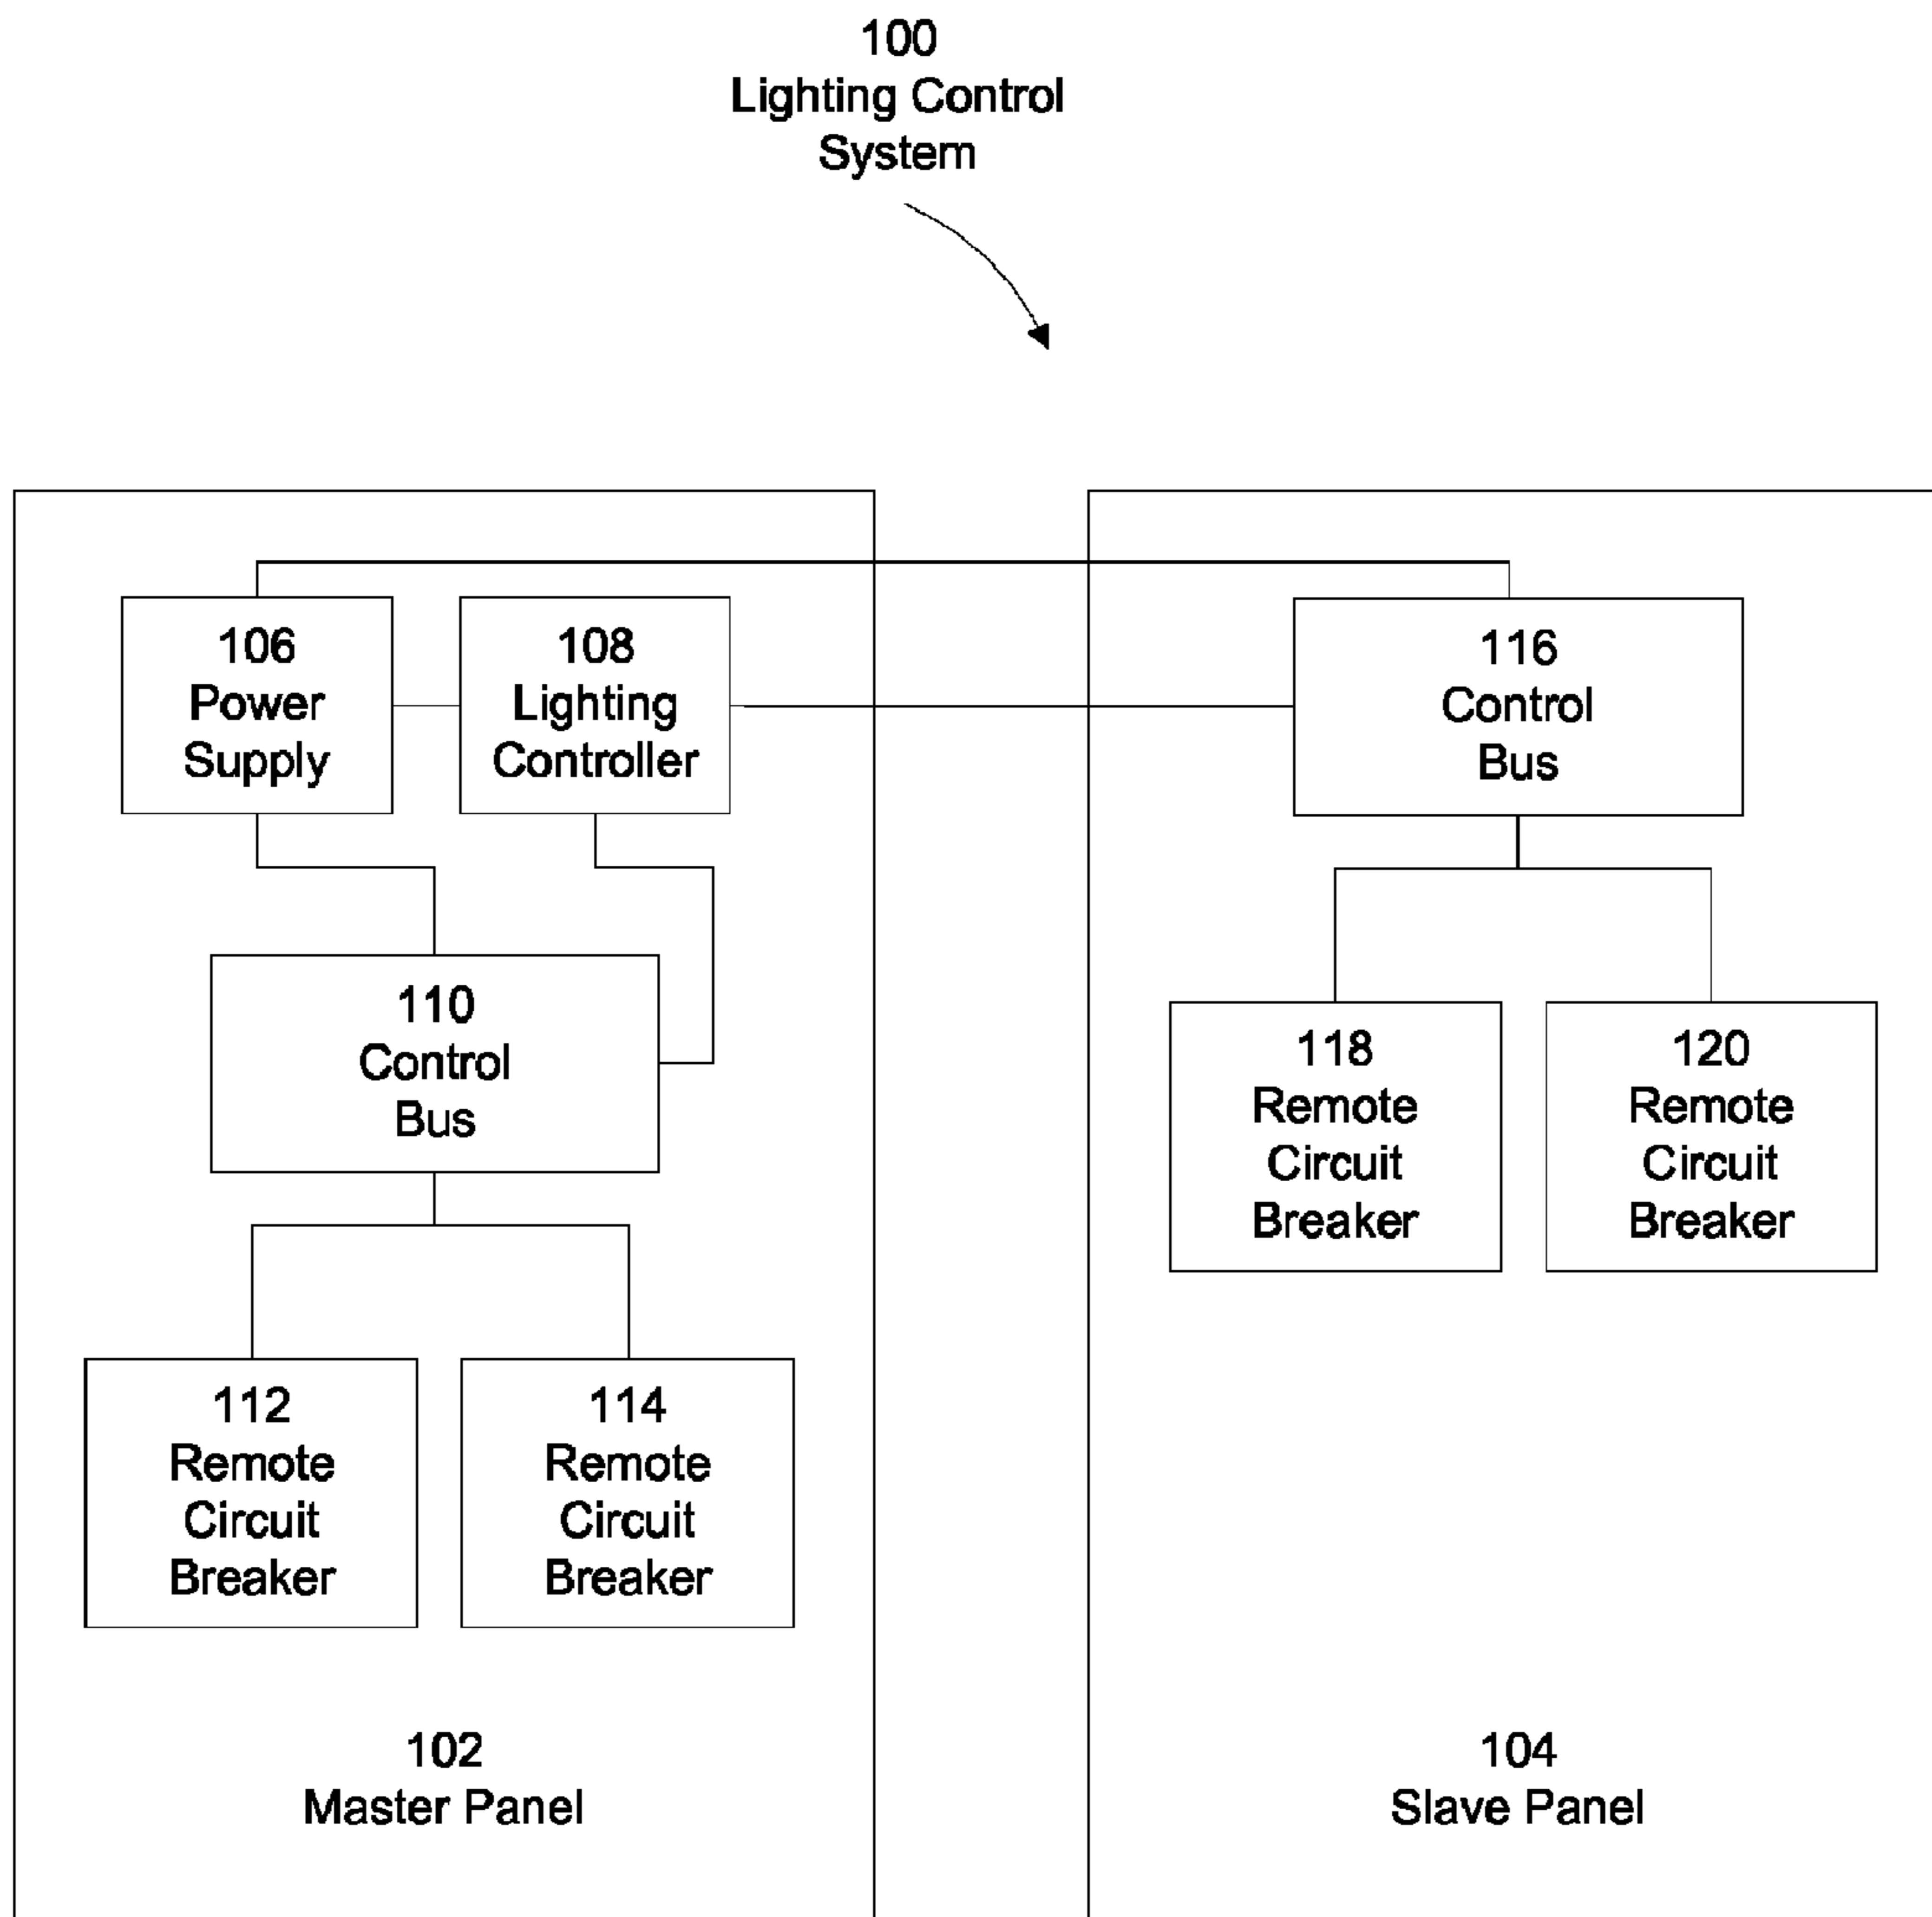 100
Lighting Control
System
106
Power
Supply
108
Lighting
Controller
116
Control
Bus
110
Control
Bus
118
Remote
Circuit
Breaker
120
Remote
Circuit
Breaker
112
Remote
Circuit
Breaker
114
Remote
Circuit
Breaker
102
Master Panel
104
Slave Panel